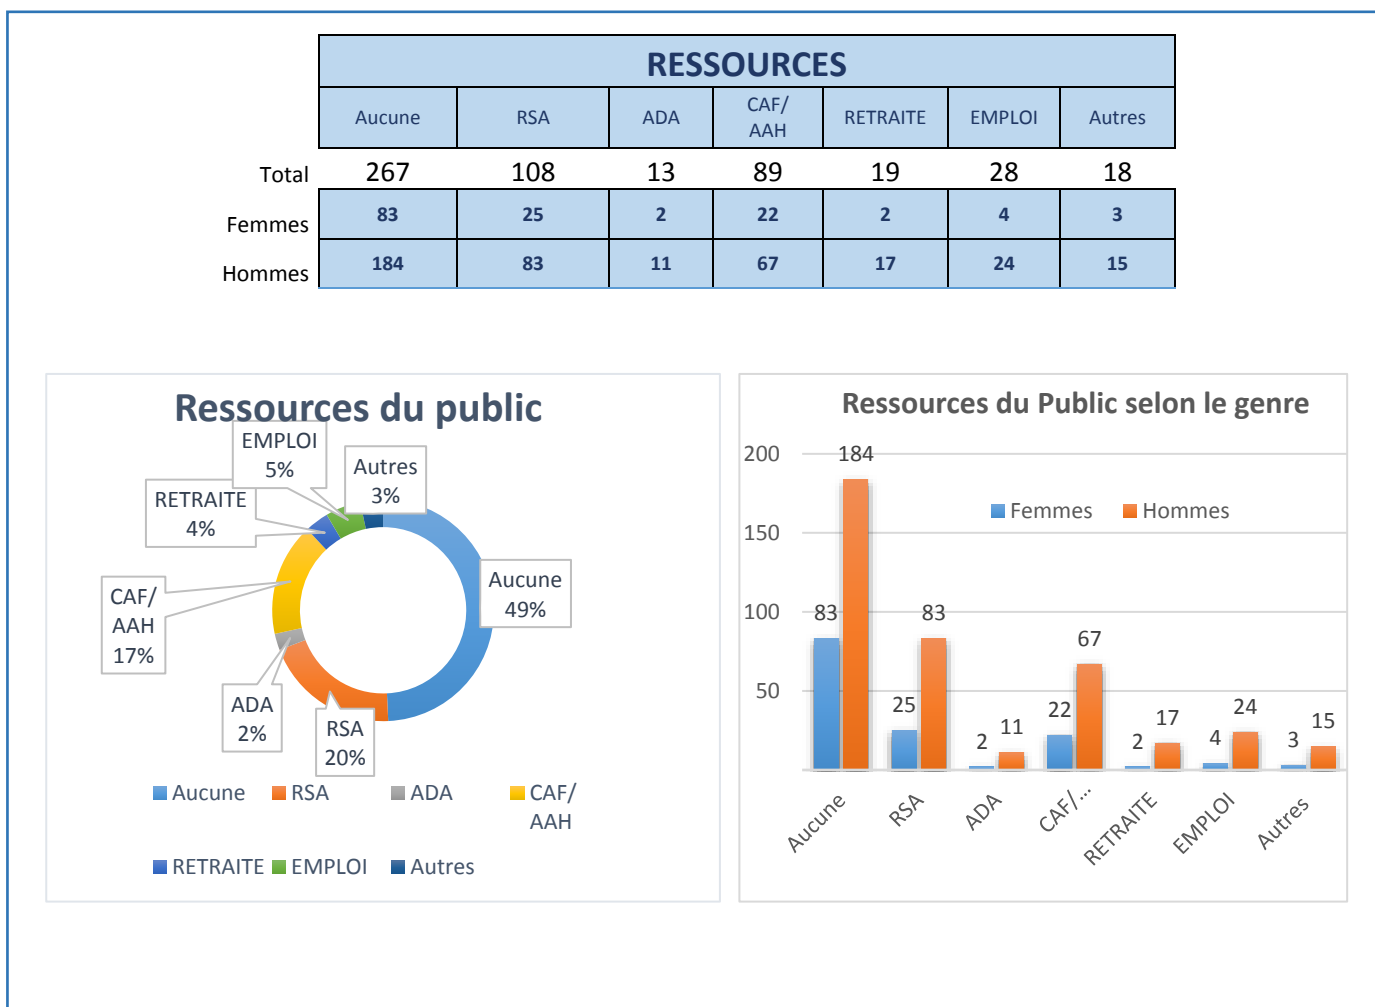 RESSOURCES
Aucune RSA ADA CAF/ AAH RETRAITE EMPLOI Autres
Total 267 108 13 89 19 28 18
Femmes 83 25 2 22 2 4 3
Hommes 184 83 11 67 17 24 15
Ressources du public
EMPLOI
5%
Autres
3%
RETRAITE
4%
CAF/
AAH
17%
Aucune
49%
ADA
2%
RSA
20%
Aucune RSA ADA CAF/
AAH
RETRAITE EMPLOI Autres
Ressources du Public selon le genre
200
150
100
50
Femmes Hommes
83 184
25 83
2 11
22 67
2 17
4 24
3 15
Aucune
RSA
ADA
CAF/...
RETRAITE
EMPLOI
Autres